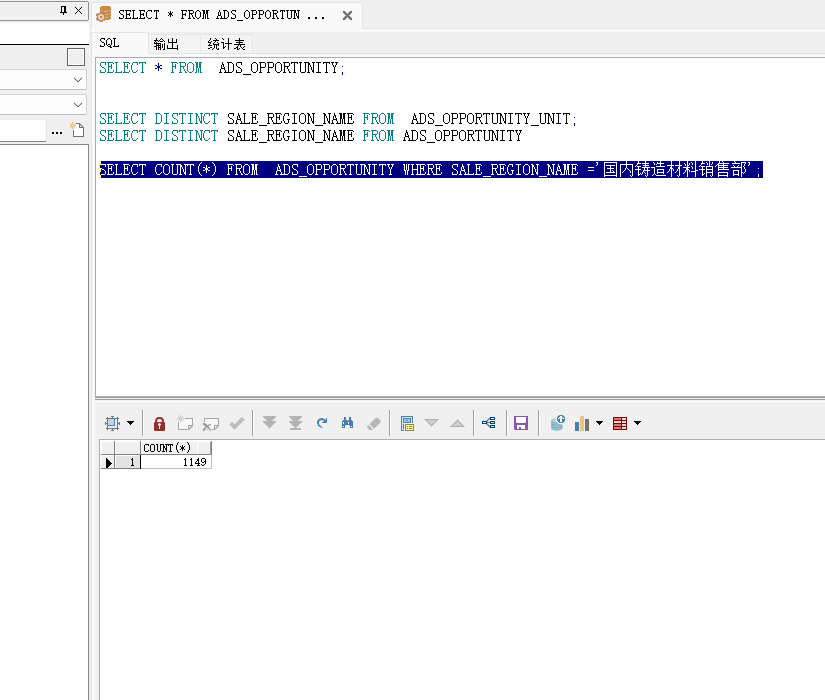 SELECT * FROM ADS_OPPORTUN ...
SQL 输出 统计表
SELECT * FROM  ADS_OPPORTUNITY;
SELECT DISTINCT SALE_REGION_NAME FROM  ADS_OPPORTUNITY_UNIT;
SELECT DISTINCT SALE_REGION_NAME FROM ADS_OPPORTUNITY
SELECT COUNT(*) FROM  ADS_OPPORTUNITY WHERE SALE_REGION_NAME ='国内铸造材料销售部';
COUNT(*)
1 1149